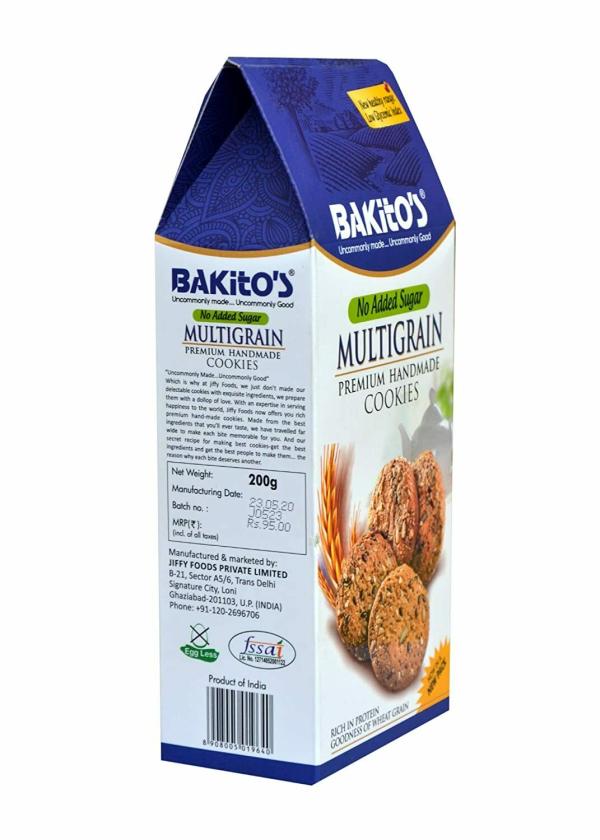 BAKitO'S®
Uncommonly made... Uncommonly Good
No Added Sugar
MULTIGRAIN
PREMIUM HANDMADE
COOKIES
"Uncommonly Made...Uncommonly Good"
Which is why at Jiffy Foods, we just don't made our
delectable cookies with exquisite ingredients, we prepare
them with a dollop of love. With an expertise in serving
happiness to the world, Jiffy Foods now offers you rich
premium hand-made cookies. Made from the best
ingredients that you'll ever taste, we have travelled far
wide to make each bite memorable for you. And our
secret recipe for making best cookies-get the best
ingredients and get the best people to make them... the
reason why each bite deserves another.
Net Weight: 200g
Manufacturing Date: 23.05.20
Batch no. : J0523
MRP(₹): Rs.95.00
(incl. of all taxes)
Manufactured & marketed by:
JIFFY FOODS PRIVATE LIMITED
B-21, Sector A5/6, Trans Delhi
Signature City, Loni
Ghaziabad-201103, U.P. (INDIA)
Phone: +91-120-2696706
Egg Less
fssai
Lic. No. 12714052001122
Product of India
8 908005 019640
New healthy range
Low Glycemic Index
BAKitO'S®
Uncommonly made... Uncommonly Good
No Added Sugar
MULTIGRAIN
PREMIUM HANDMADE
COOKIES
RICH IN PROTEIN
GOODNESS OF WHEAT GRAIN